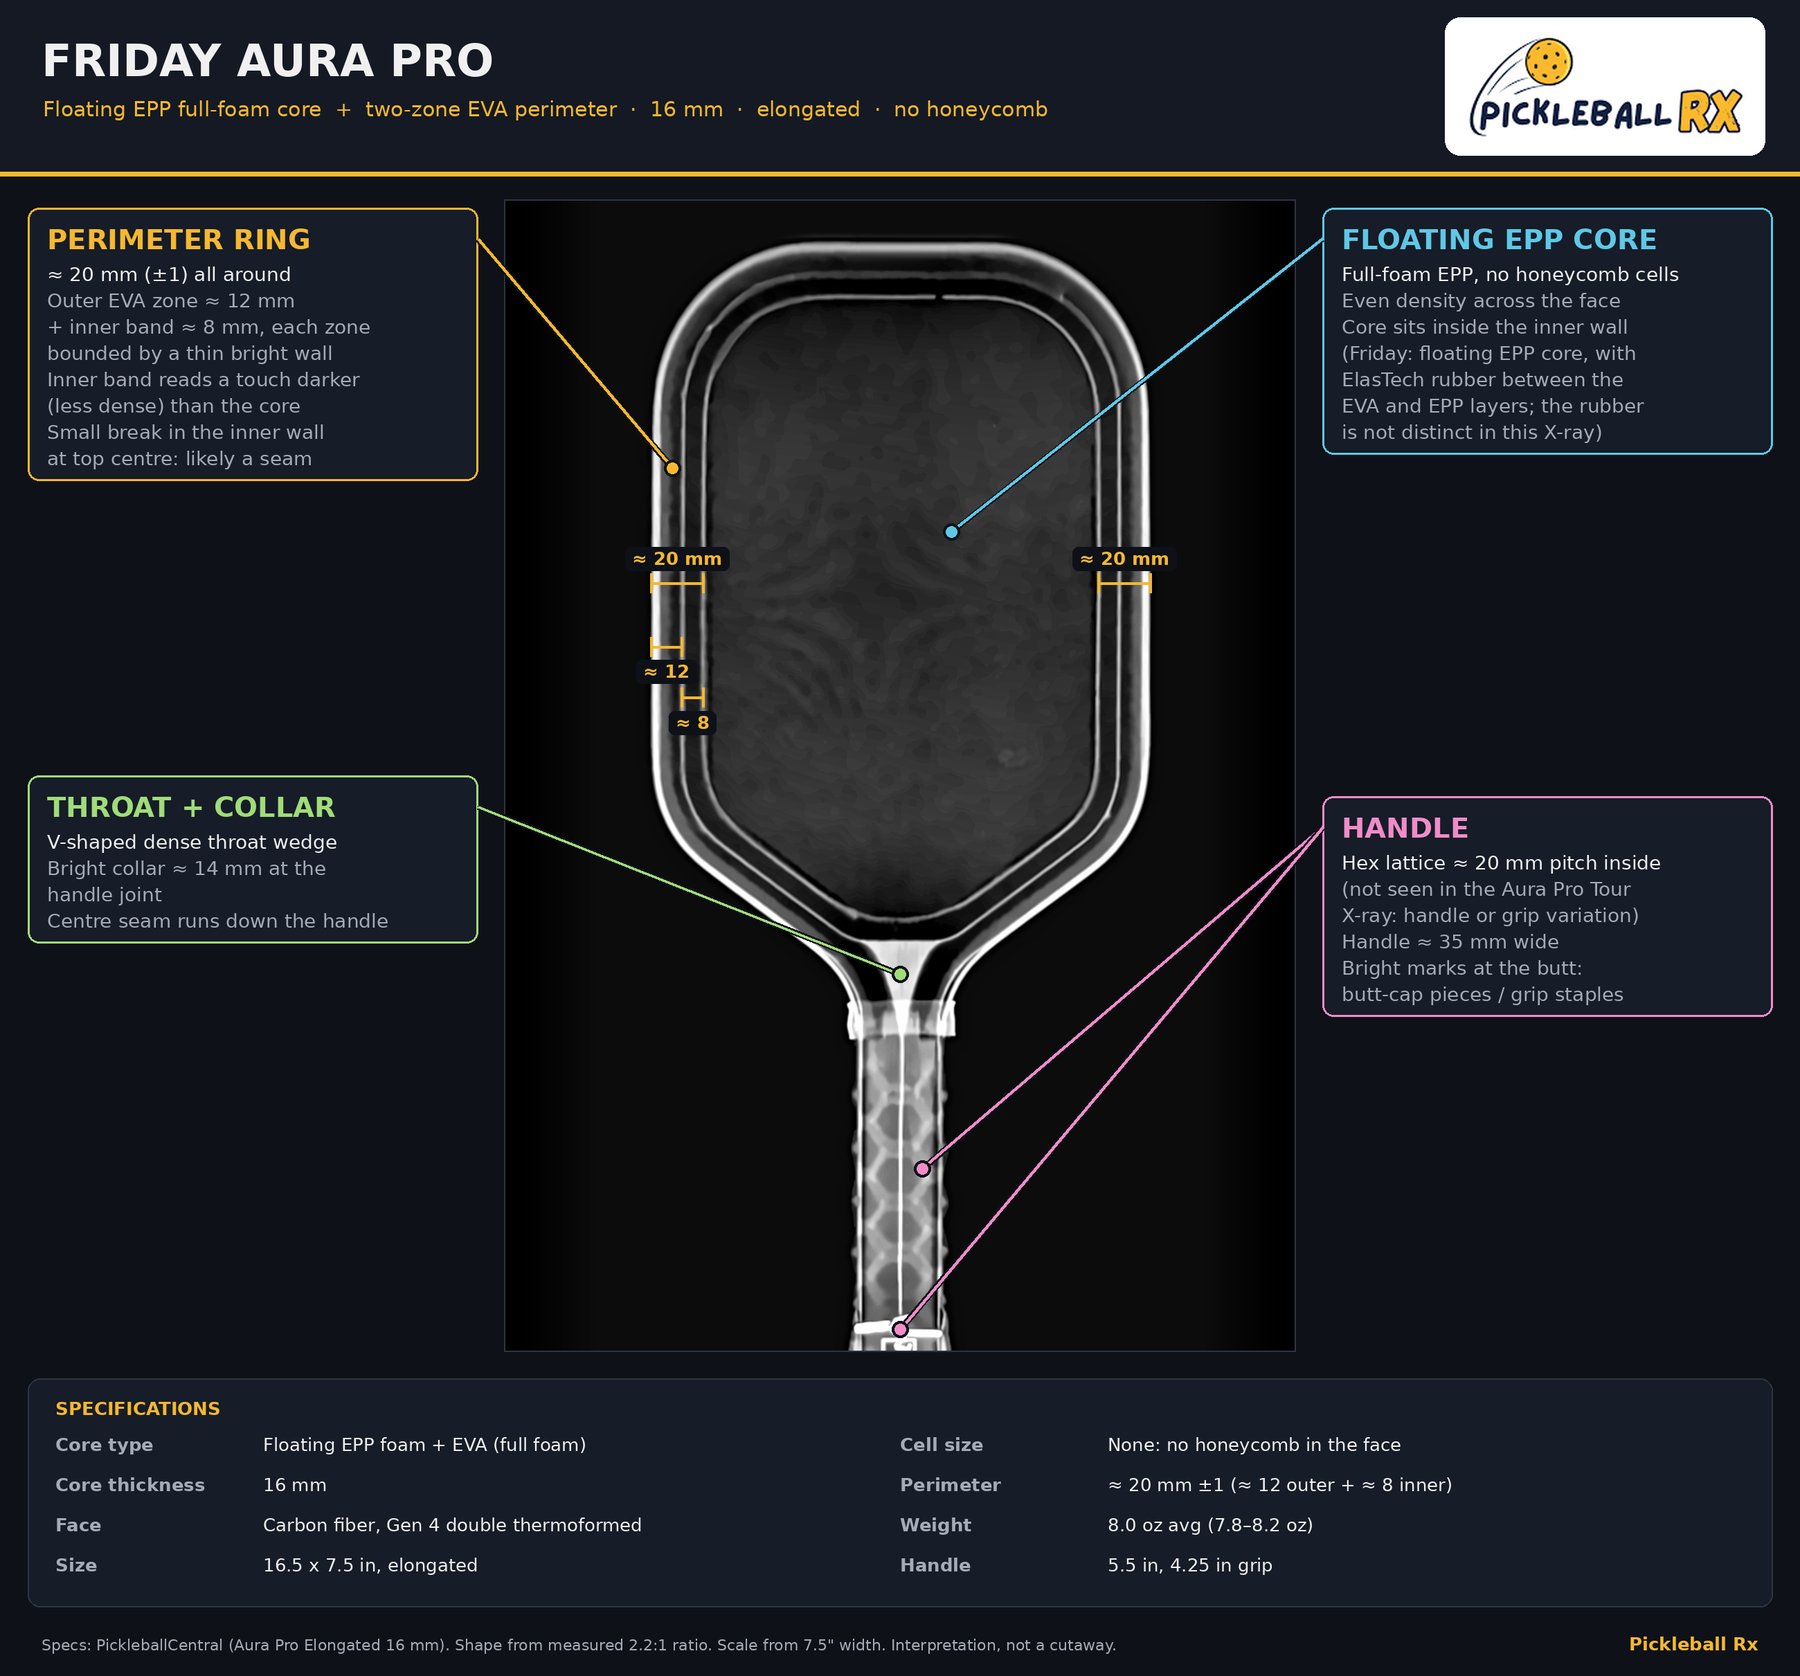 FRIDAY AURA PRO
Floating EPP full-foam core + two-zone EVA perimeter · 16 mm · elongated · no honeycomb
PICKLEBALL RX
PERIMETER RING
≈ 20 mm (±1) all around
Outer EVA zone ≈ 12 mm
+ inner band ≈ 8 mm, each zone
bounded by a thin bright wall
Inner band reads a touch darker
(less dense) than the core
Small break in the inner wall
at top centre: likely a seam
FLOATING EPP CORE
Full-foam EPP, no honeycomb cells
Even density across the face
Core sits inside the inner wall
(Friday: floating EPP core, with
ElasTech rubber between the
EVA and EPP layers; the rubber
is not distinct in this X-ray)
≈ 20 mm
≈ 20 mm
≈ 12
≈ 8
THROAT + COLLAR
V-shaped dense throat wedge
Bright collar ≈ 14 mm at the
handle joint
Centre seam runs down the handle
HANDLE
Hex lattice ≈ 20 mm pitch inside
(not seen in the Aura Pro Tour
X-ray: handle or grip variation)
Handle ≈ 35 mm wide
Bright marks at the butt:
butt-cap pieces / grip staples
SPECIFICATIONS
Core type Floating EPP foam + EVA (full foam)
Cell size None: no honeycomb in the face
Core thickness 16 mm
Perimeter ≈ 20 mm ±1 (≈ 12 outer + ≈ 8 inner)
Face Carbon fiber, Gen 4 double thermoformed
Weight 8.0 oz avg (7.8–8.2 oz)
Size 16.5 x 7.5 in, elongated
Handle 5.5 in, 4.25 in grip
Specs: PickleballCentral (Aura Pro Elongated 16 mm). Shape from measured 2.2:1 ratio. Scale from 7.5" width. Interpretation, not a cutaway.
Pickleball Rx